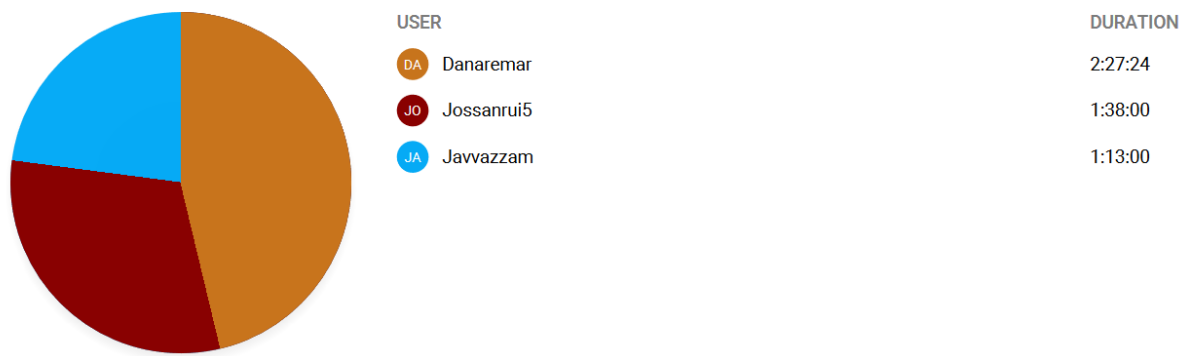 USER DURATION
DA Danaremar 2:27:24
JO Jossanrui5 1:38:00
JA Javvazzam 1:13:00